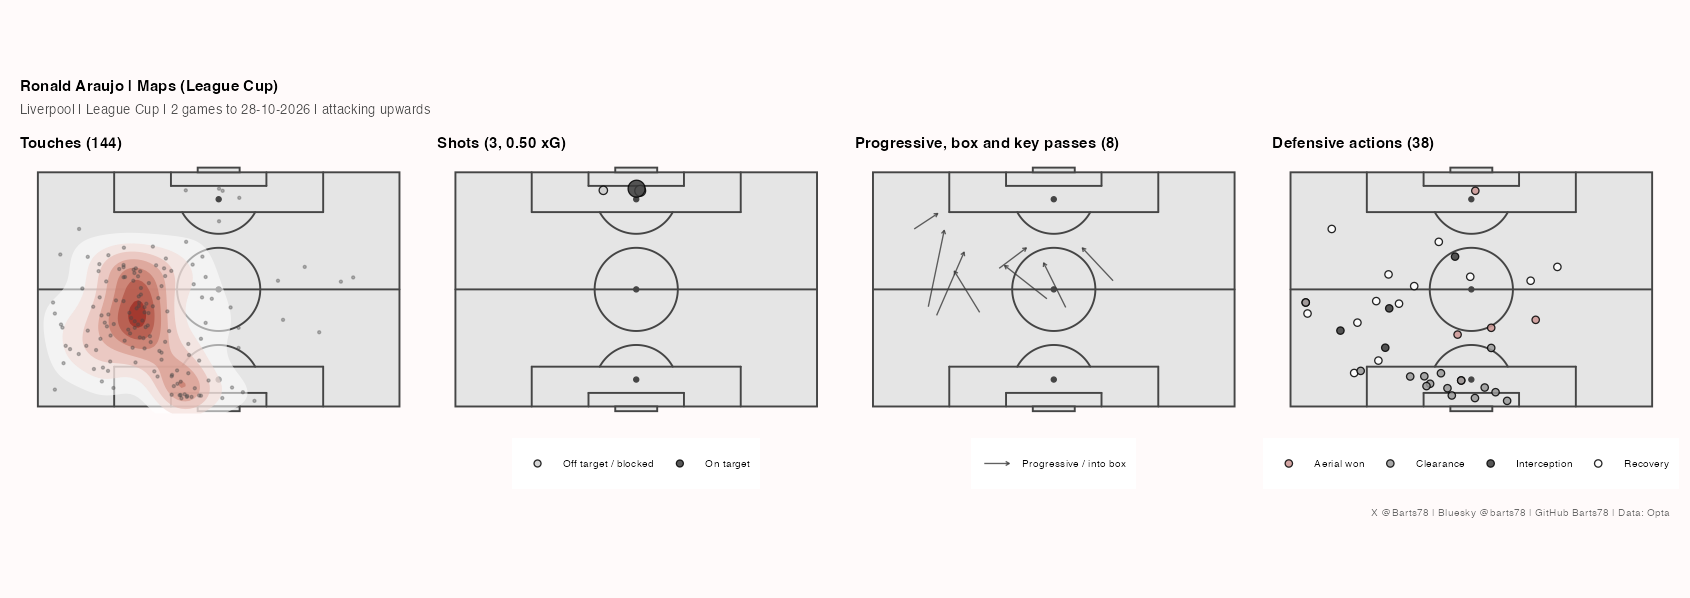 Ronald Araujo | Maps (League Cup)
Liverpool | League Cup | 2 games to 28-10-2026 | attacking upwards
Touches (144)
Shots (3, 0.50 xG)
Progressive, box and key passes (8)
Defensive actions (38)
Off target / blocked
On target
Progressive / into box
Aerial won
Clearance
Interception
Recovery
X @Barts78 | Bluesky @barts78 | GitHub Barts78 | Data: Opta